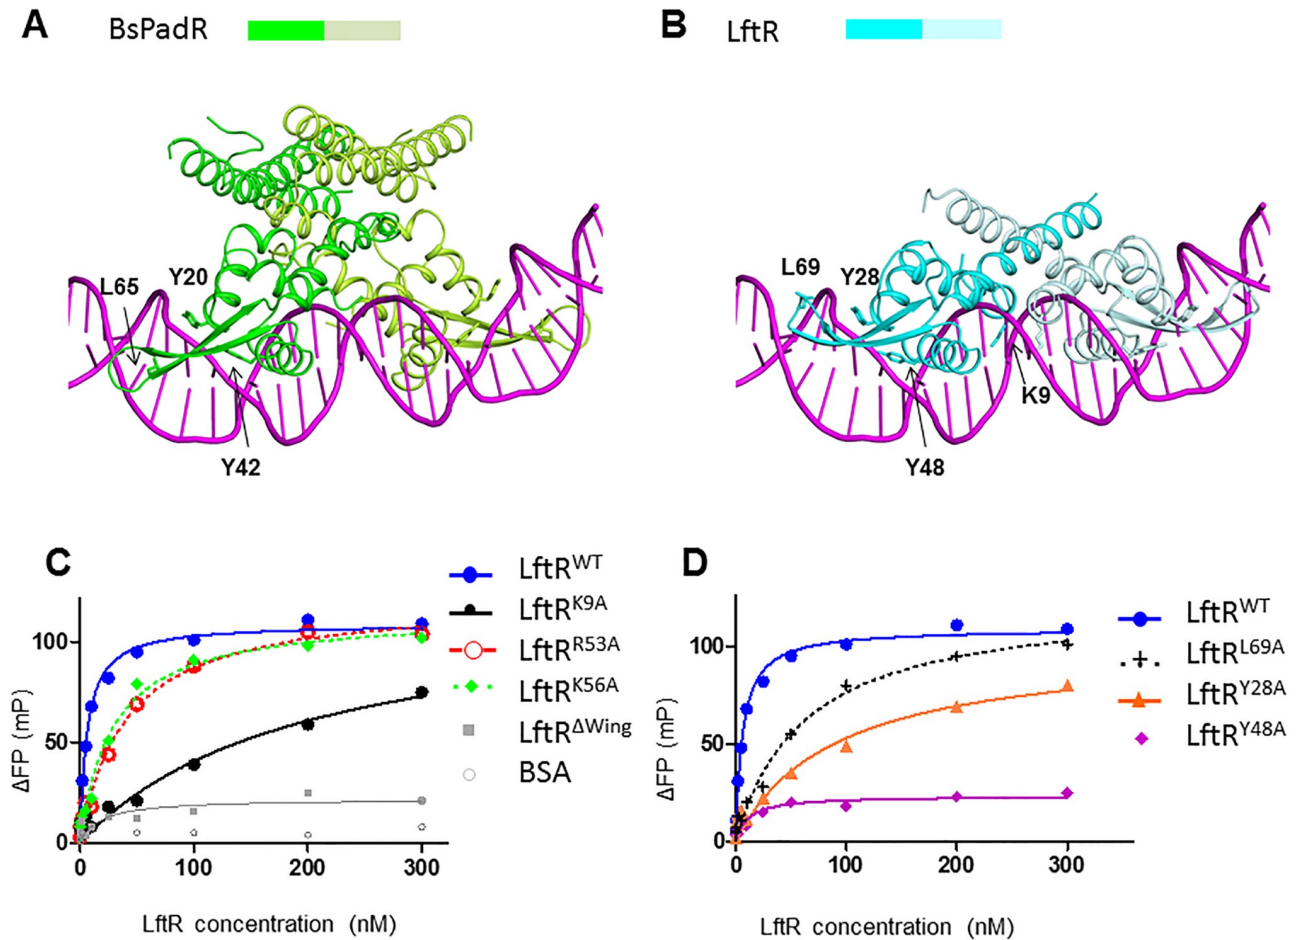 A BsPadR
B LftR
L65 Y20
Y42
L69 Y28
K9
Y48
C
ΔFP (mP)
100
50
0
0 100 200 300
LftR concentration (nM)
LftR^WT
LftR^K9A
LftR^R53A
LftR^K56A
LftR^ΔWing
BSA
D
ΔFP (mP)
100
50
0
0 100 200 300
LftR concentration (nM)
LftR^WT
LftR^L69A
LftR^Y28A
LftR^Y48A